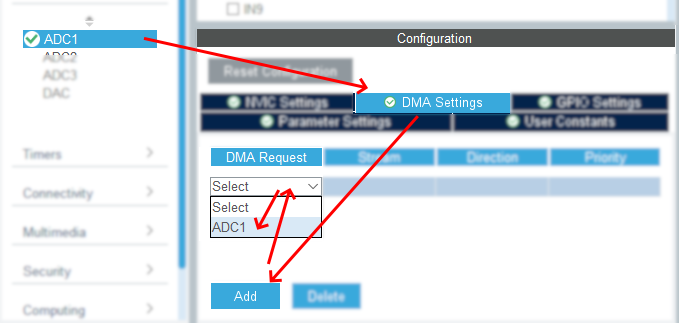 IN9
ADC1
ADC2
ADC3
DAC
Timers
Connectivity
Multimedia
Security
Computing
Configuration
Reset Configuration
NVIC Settings
DMA Settings
GPIO Settings
Parameter Settings
User Constants
DMA Request
Stream
Direction
Priority
Select
Select
ADC1
Add
Delete